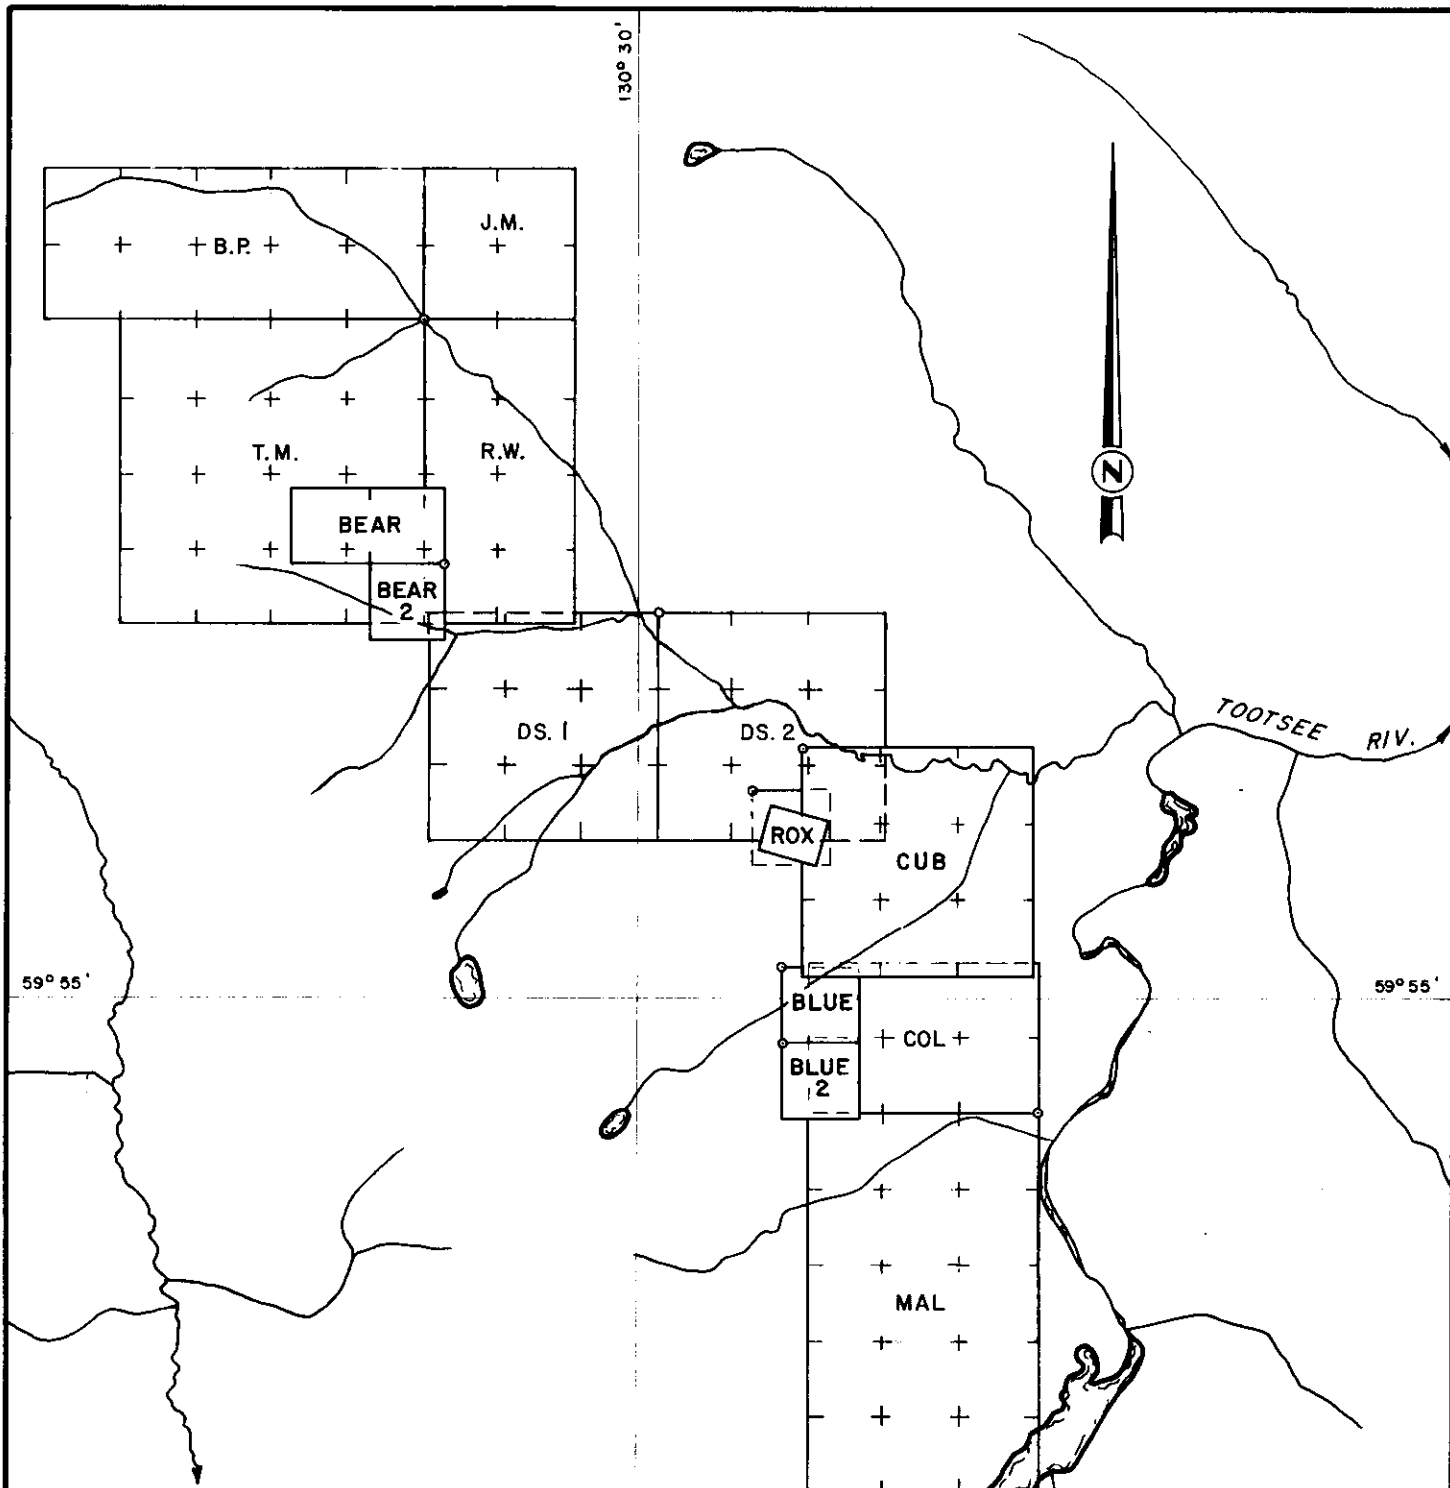 130° 30'
J.M.
B.P.
T.M.
R.W.
N
BEAR
BEAR
2
DS. 1
DS. 2
TOOTSEE RIV.
ROX
CUB
59° 55'
59° 55'
BLUE
COL
BLUE
2
MAL